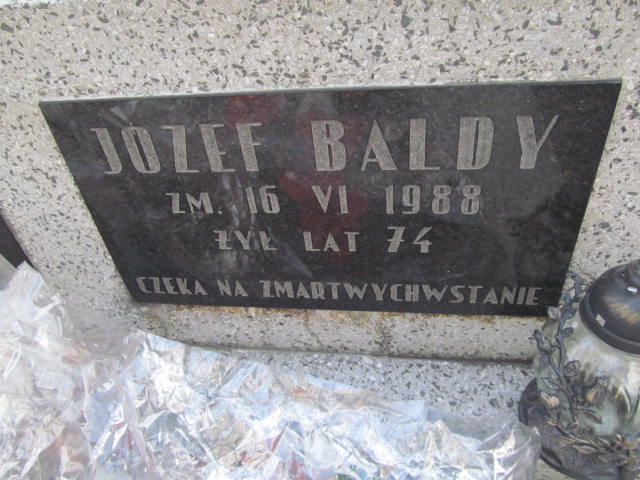 JOZEF BALDY
ZM. 16 VI 1988
ŻYŁ LAT 74
CZEKA NA ZMARTWYCHWSTANIE